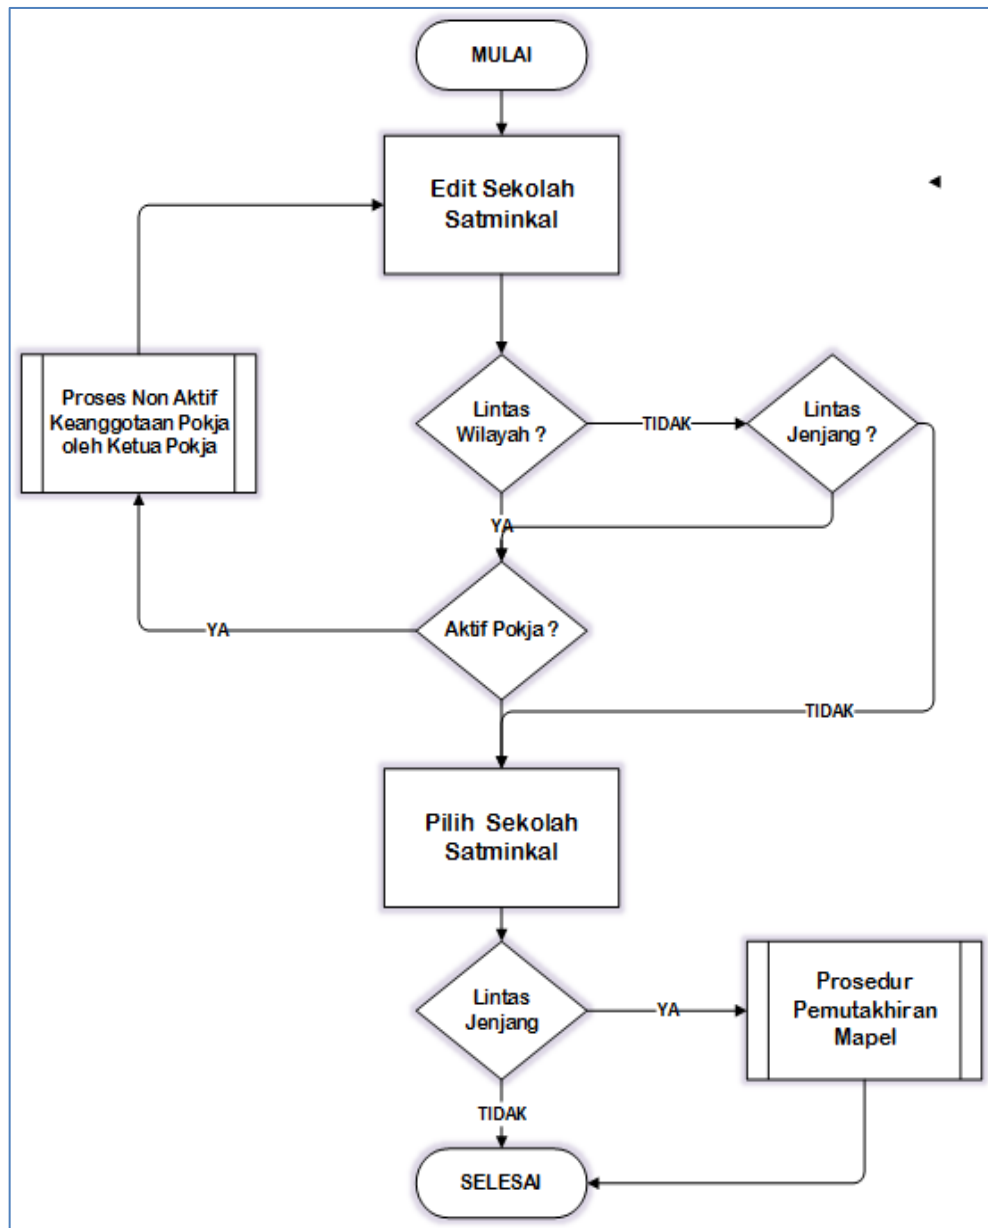 MULAI
Edit Sekolah
Satminkal
Proses Non Aktif
Keanggotaan Pokja
oleh Ketua Pokja
Lintas
Wilayah ?
TIDAK
Lintas
Jenjang ?
YA
Aktif Pokja ?
YA
TIDAK
Pilih Sekolah
Satminkal
Lintas
Jenjang
YA
Prosedur
Pemutakhiran
Mapel
TIDAK
SELESAI